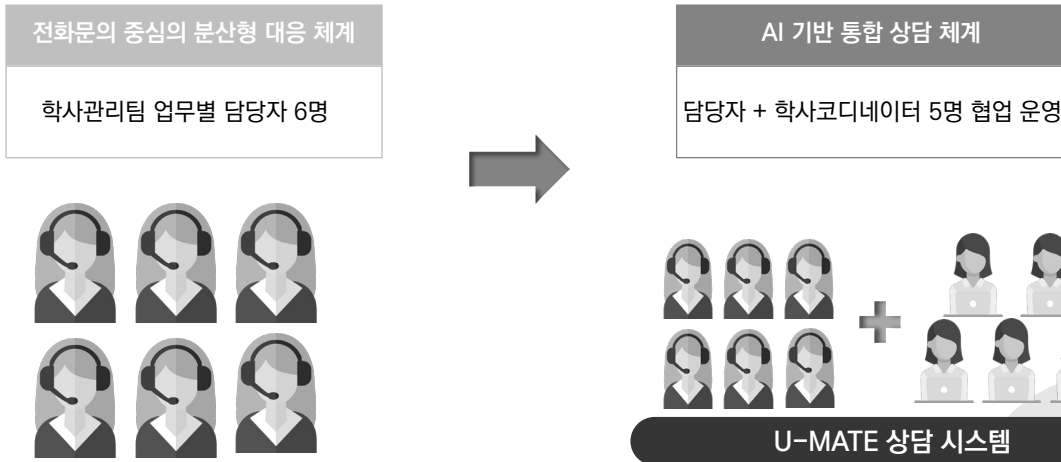 전화문의 중심의 분산형 대응 체계
학사관리팀 업무별 담당자 6명
AI 기반 통합 상담 체계
담당자 + 학사코디네이터 5명 협업 운영
U-MATE 상담 시스템